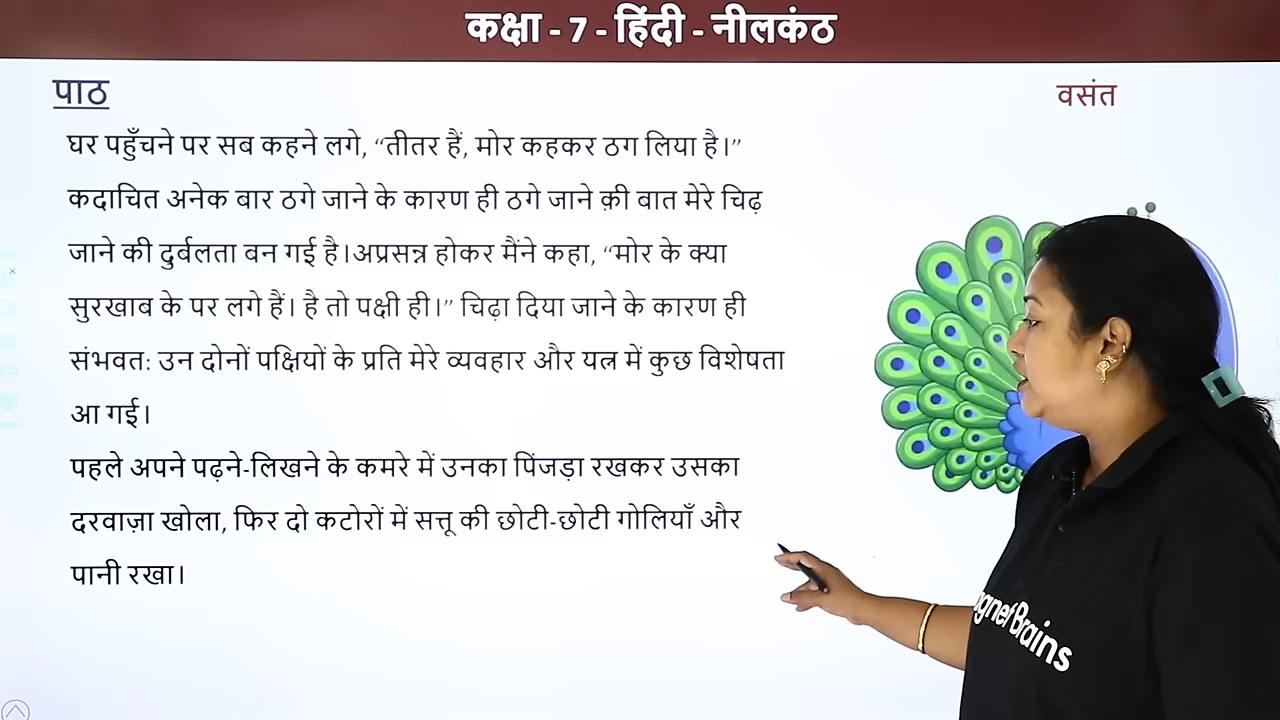 कक्षा - 7 - हिंदी - नीलकंठ
पाठ
वसंत
घर पहुँचने पर सब कहने लगे, “तीतर हैं, मोर कहकर ठग लिया है।”
कदाचित अनेक बार ठगे जाने के कारण ही ठगे जाने क़ी बात मेरे चिढ़
जाने की दुर्बलता बन गई है।अप्रसन्न होकर मैंने कहा, “मोर के क्या
सुरखाब के पर लगे हैं। है तो पक्षी ही।” चिढ़ा दिया जाने के कारण ही
संभवत: उन दोनों पक्षियों के प्रति मेरे व्यवहार और यत्न में कुछ विशेषता
आ गई।
पहले अपने पढ़ने-लिखने के कमरे में उनका पिंजड़ा रखकर उसका
दरवाज़ा खोला, फिर दो कटोरों में सत्तू की छोटी-छोटी गोलियाँ और
पानी रखा।
gnet Brains